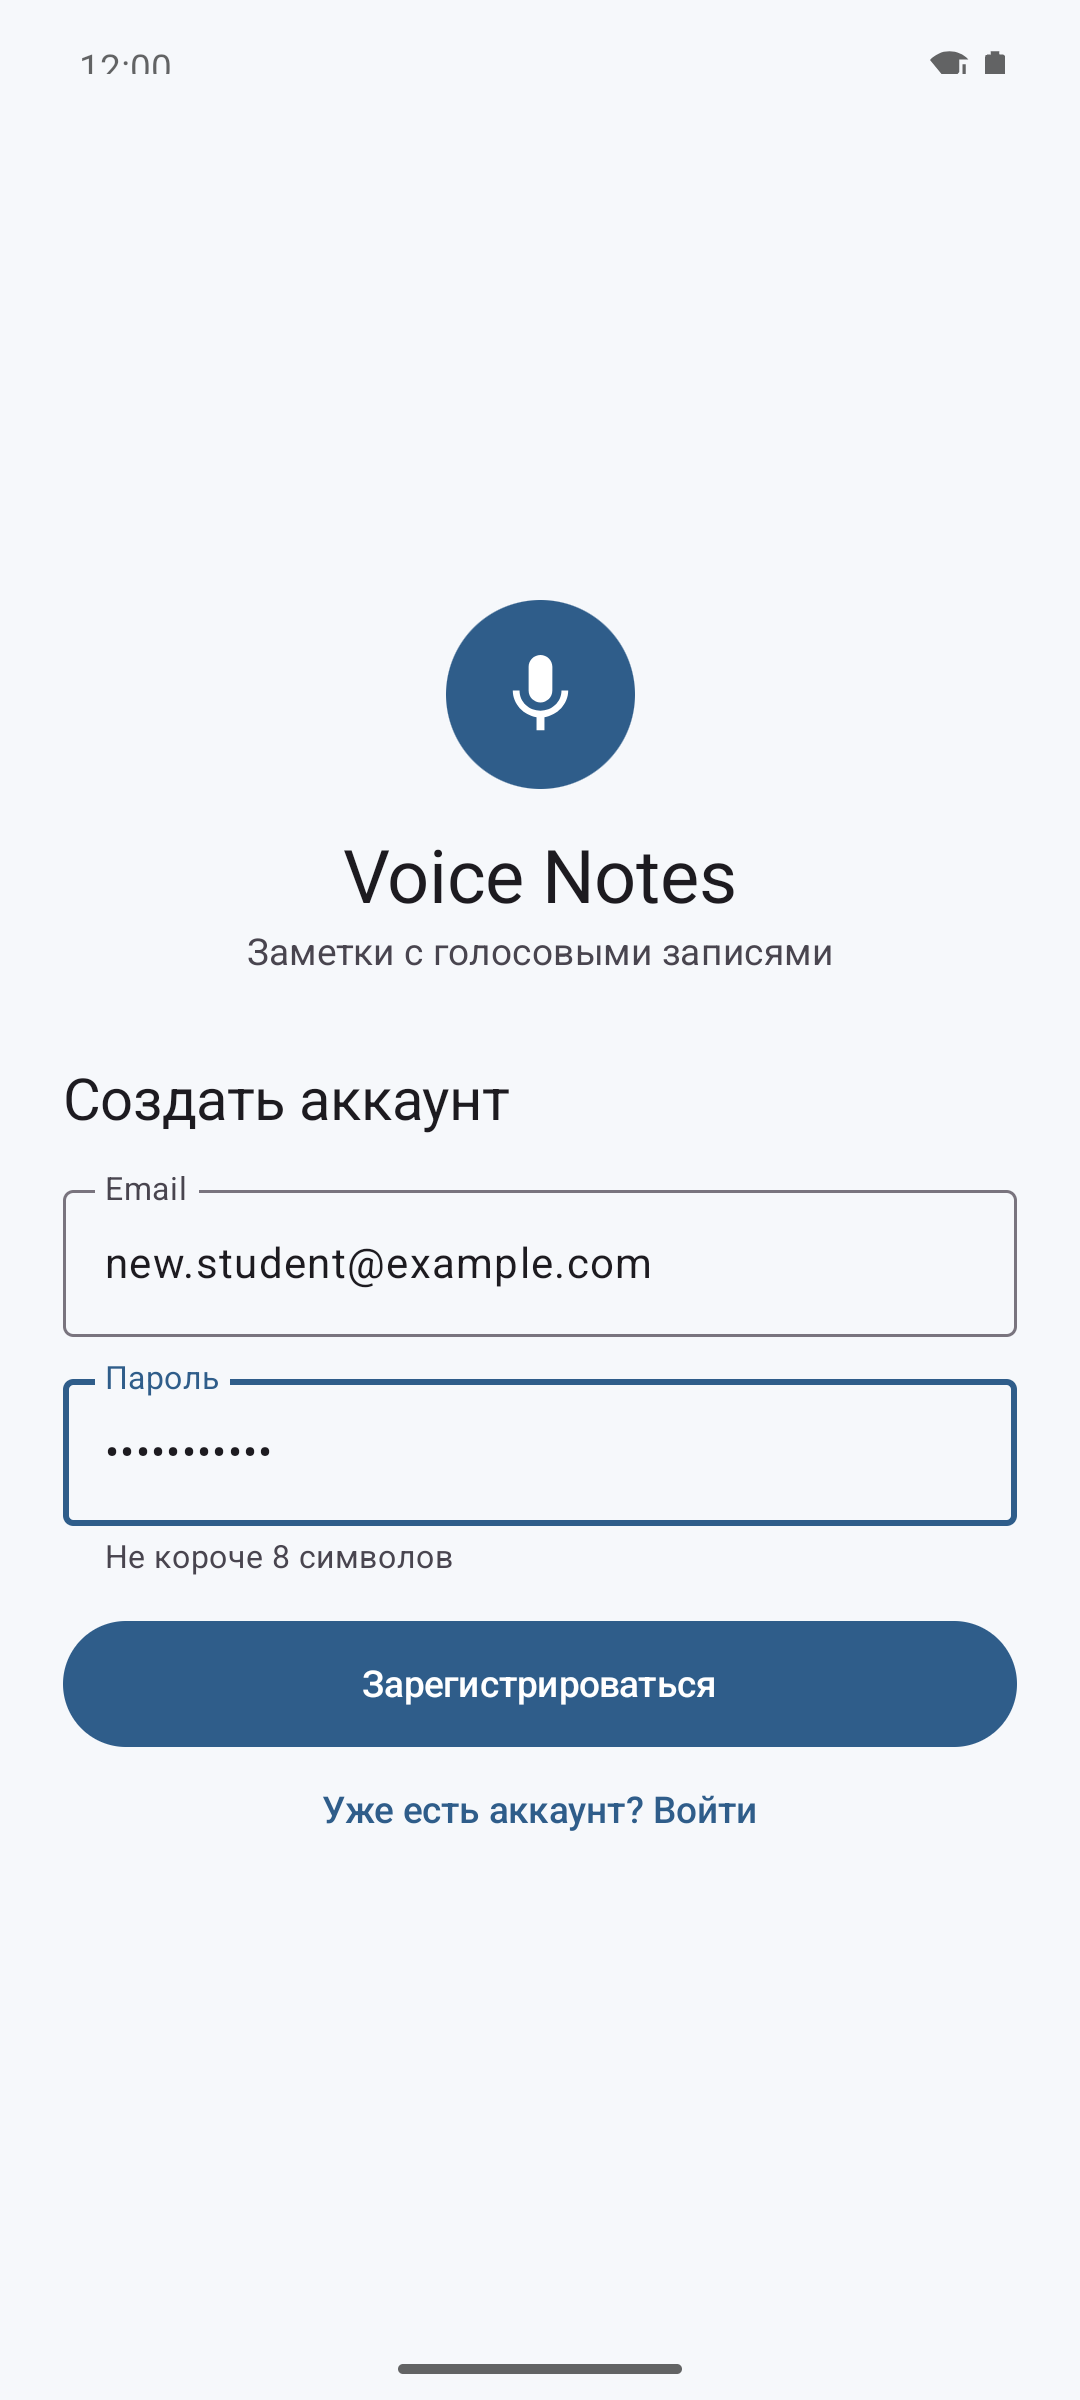 12:00
Voice Notes
Заметки с голосовыми записями
Создать аккаунт
Email
new.student@example.com
Пароль
•••••••••••
Не короче 8 символов
Зарегистрироваться
Уже есть аккаунт? Войти